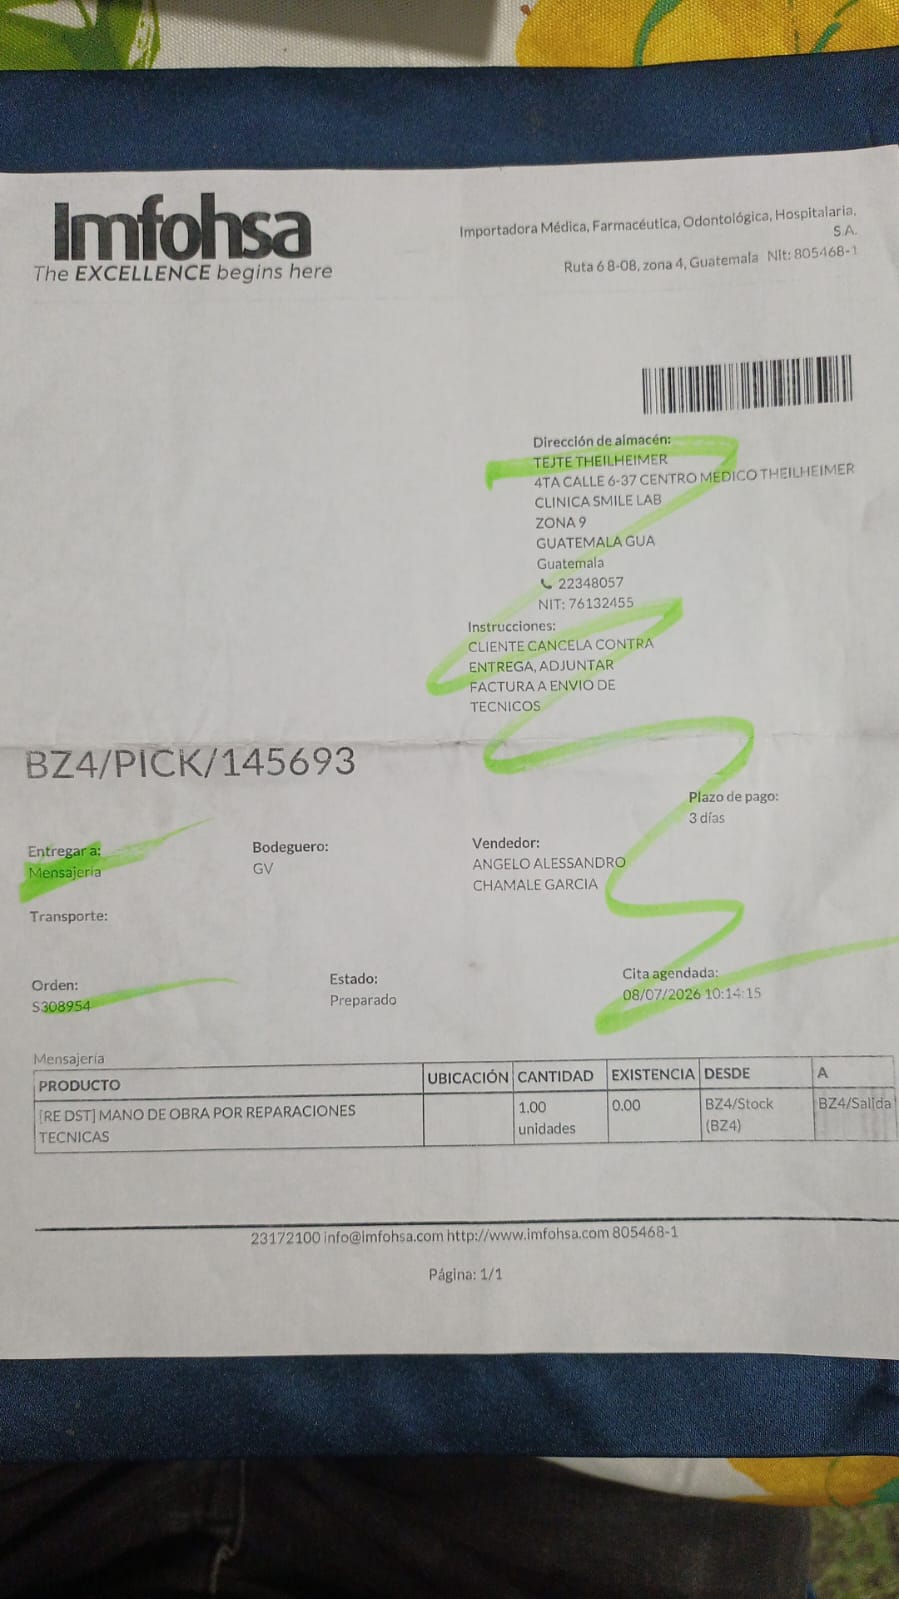 Imfohsa
The EXCELLENCE begins here
Importadora Médica, Farmacéutica, Odontológica, Hospitalaria,
S.A.
Ruta 6 8-08, zona 4, Guatemala Nit: 805468-1
Dirección de almacén:
TEJTE THEILHEIMER
4TA CALLE 6-37 CENTRO MEDICO THEILHEIMER
CLINICA SMILE LAB
ZONA 9
GUATEMALA GUA
Guatemala
22348057
NIT: 76132455
Instrucciones:
CLIENTE CANCELA CONTRA
ENTREGA, ADJUNTAR
FACTURA A ENVIO DE
TECNICOS
BZ4/PICK/145693
Plazo de pago:
3 días
Entregar a:
Mensajería
Bodeguero:
GV
Vendedor:
ANGELO ALESSANDRO
CHAMALE GARCIA
Transporte:
Orden:
S308954
Estado:
Preparado
Cita agendada:
08/07/2026 10:14:15
Mensajería
PRODUCTO UBICACIÓN CANTIDAD EXISTENCIA DESDE A
[RE DST] MANO DE OBRA POR REPARACIONES 1.00 0.00 BZ4/Stock BZ4/Salida
TECNICAS unidades (BZ4)
23172100 info@imfohsa.com http://www.imfohsa.com 805468-1
Página: 1/1